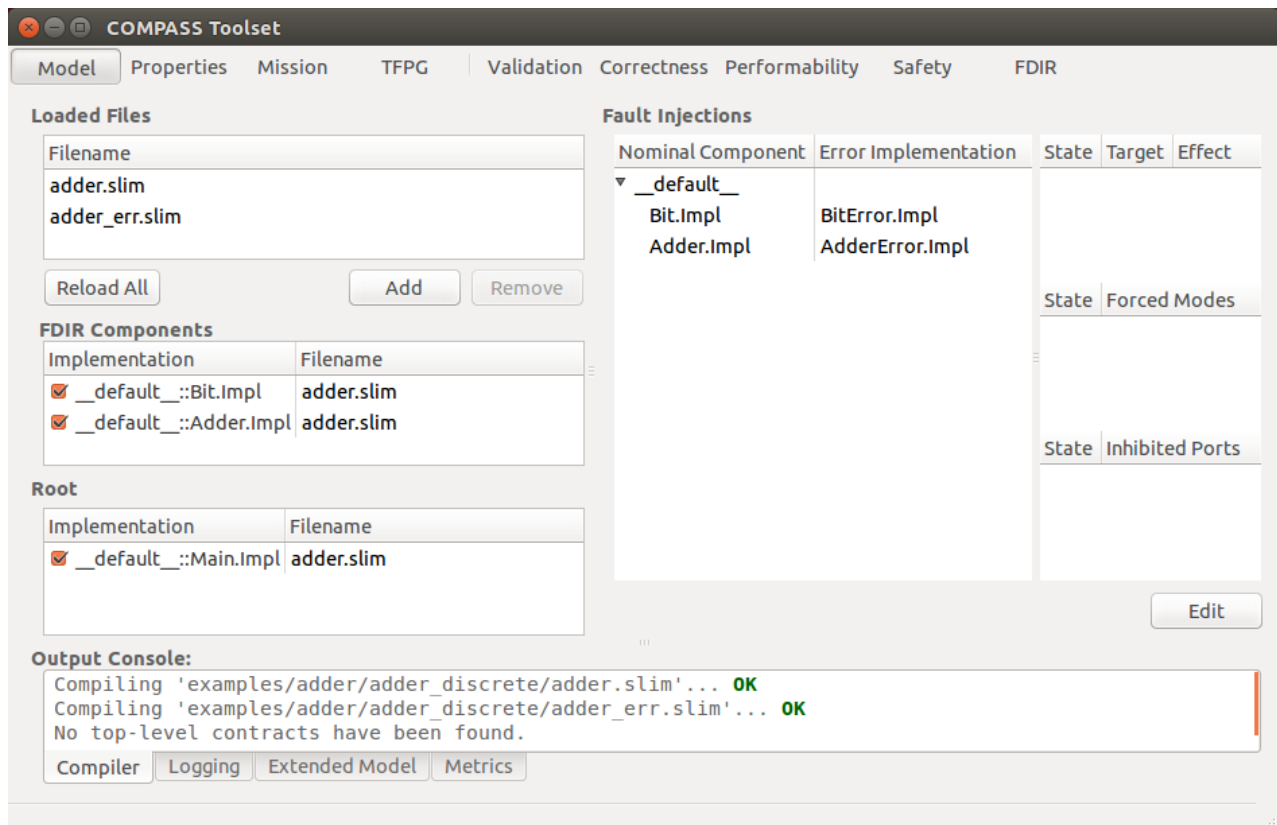 COMPASS Toolset
Model Properties Mission TFPG Validation Correctness Performability Safety FDIR
Loaded Files
Filename
adder.slim
adder_err.slim
Reload All Add Remove
FDIR Components
Implementation Filename
__default__::Bit.Impl adder.slim
__default__::Adder.Impl adder.slim
Root
Implementation Filename
__default__::Main.Impl adder.slim
Fault Injections
Nominal Component Error Implementation
__default__
Bit.Impl BitError.Impl
Adder.Impl AdderError.Impl
State Target Effect
State Forced Modes
State Inhibited Ports
Edit
Output Console:
Compiling 'examples/adder/adder_discrete/adder.slim'... OK
Compiling 'examples/adder/adder_discrete/adder_err.slim'... OK
No top-level contracts have been found.
Compiler Logging Extended Model Metrics